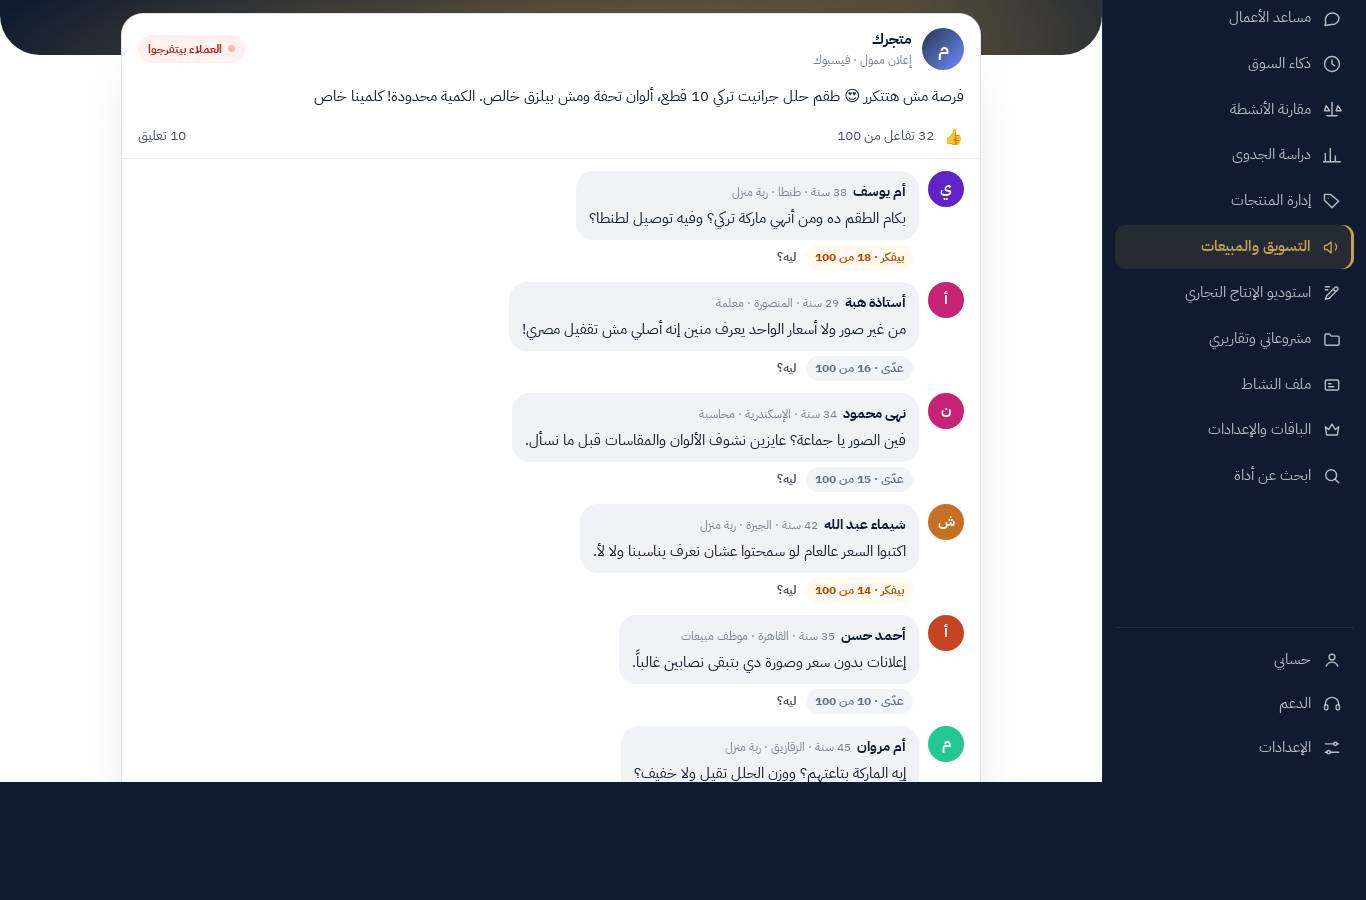 مساعد الأعمال
ذكاء السوق
مقارنة الأنشطة
دراسة الجدوى
إدارة المنتجات
التسويق والمبيعات
استوديو الإنتاج التجاري
مشروعاتي وتقاريري
ملف النشاط
الباقات والإعدادات
ابحث عن أداة
حسابي
الدعم
الإعدادات
م
متجرك
إعلان ممول · فيسبوك
العملاء بيتفرجوا
فرصة مش هتتكرر 😍 طقم حلل جرانيت تركي 10 قطع، ألوان تحفة ومش بيلزق خالص. الكمية محدودة! كلمينا خاص
👍 32 تفاعل من 100
10 تعليق
ي
أم يوسف 38 سنة · طنطا · ربة منزل
بكام الطقم ده ومن أنهي ماركة تركي؟ وفيه توصيل لطنطا؟
بيفكر · 18 من 100 ليه؟
أ
أستاذة هبة 29 سنة · المنصورة · معلمة
من غير صور ولا أسعار الواحد يعرف منين إنه أصلي مش تقفيل مصري!
عدّى · 16 من 100 ليه؟
ن
نهى محمود 34 سنة · الإسكندرية · محاسبة
فين الصور يا جماعة؟ عايزين نشوف الألوان والمقاسات قبل ما نسأل.
عدّى · 15 من 100 ليه؟
ش
شيماء عبد الله 42 سنة · الجيزة · ربة منزل
اكتبوا السعر عالعام لو سمحتوا عشان نعرف يناسبنا ولا لأ.
بيفكر · 14 من 100 ليه؟
أ
أحمد حسن 35 سنة · القاهرة · موظف مبيعات
إعلانات بدون سعر وصورة دي بتبقى نصابين غالباً.
عدّى · 10 من 100 ليه؟
م
أم مروان 45 سنة · الزقازيق · ربة منزل
إيه الماركة بتاعتهم؟ ووزن الحلل تقيل ولا خفيف؟